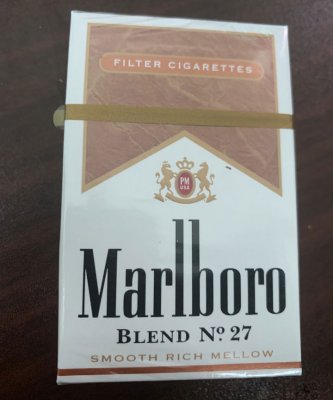 FILTER CIGARETTES
PM
USA
Marlboro
BLEND Nº. 27
SMOOTH RICH MELLOW